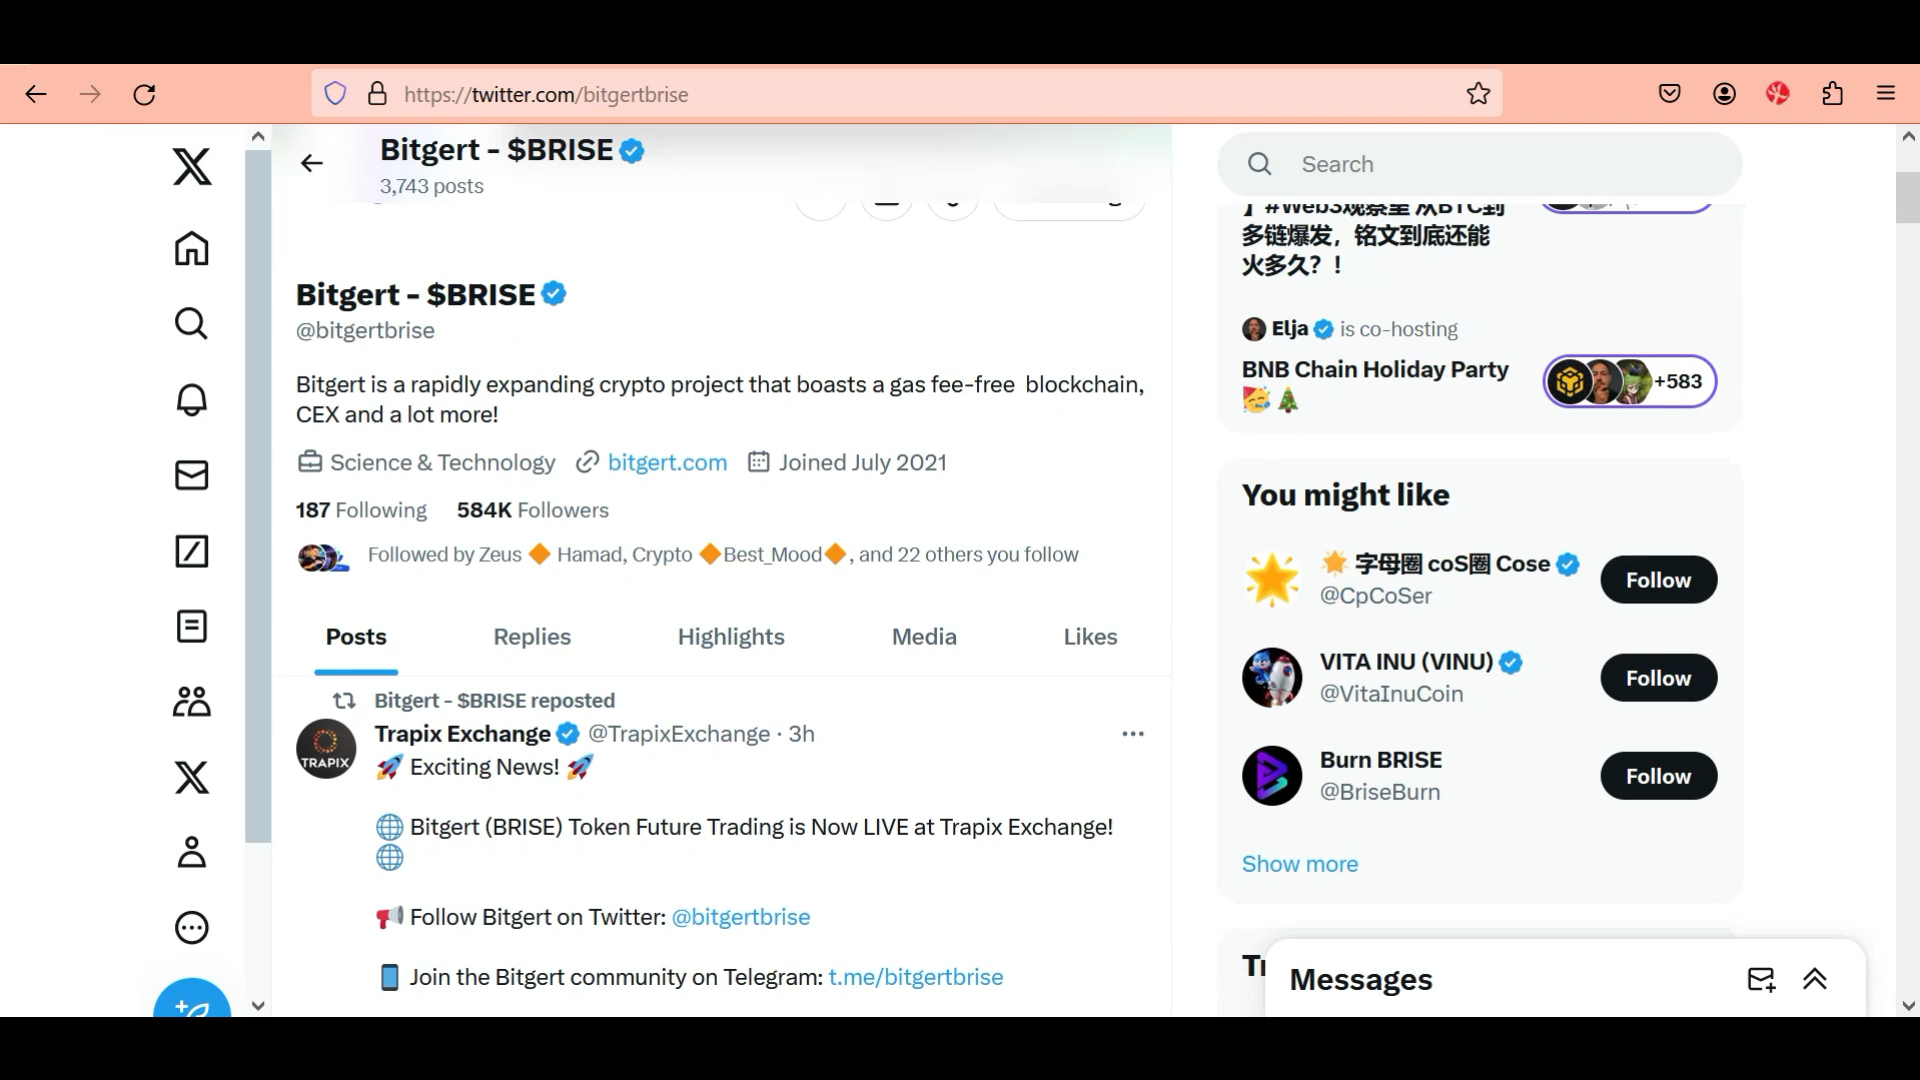 https://twitter.com/bitgertbrise
Bitgert - $BRISE
3,743 posts
Bitgert - $BRISE
@bitgertbrise
Bitgert is a rapidly expanding crypto project that boasts a gas fee-free blockchain,
CEX and a lot more!
Science & Technology bitgert.com Joined July 2021
187 Following 584K Followers
Followed by Zeus 🔶 Hamad, Crypto 🔶Best_Mood🔶, and 22 others you follow
Posts Replies Highlights Media Likes
Bitgert - $BRISE reposted
Trapix Exchange @TrapixExchange · 3h
TRAPIX
🚀 Exciting News! 🚀
🌐 Bitgert (BRISE) Token Future Trading is Now LIVE at Trapix Exchange!
🌐
📢 Follow Bitgert on Twitter: @bitgertbrise
📱 Join the Bitgert community on Telegram: t.me/bitgertbrise
Search
】#Web3观察室 从BTC到
多链爆发，铭文到底还能
火多久？！
Elja is co-hosting
BNB Chain Holiday Party
🥳🎄
+583
You might like
🌟 字母圈 coS圈 Cose
@CpCoSer
Follow
VITA INU (VINU)
@VitaInuCoin
Follow
Burn BRISE
@BriseBurn
Follow
Show more
Messages